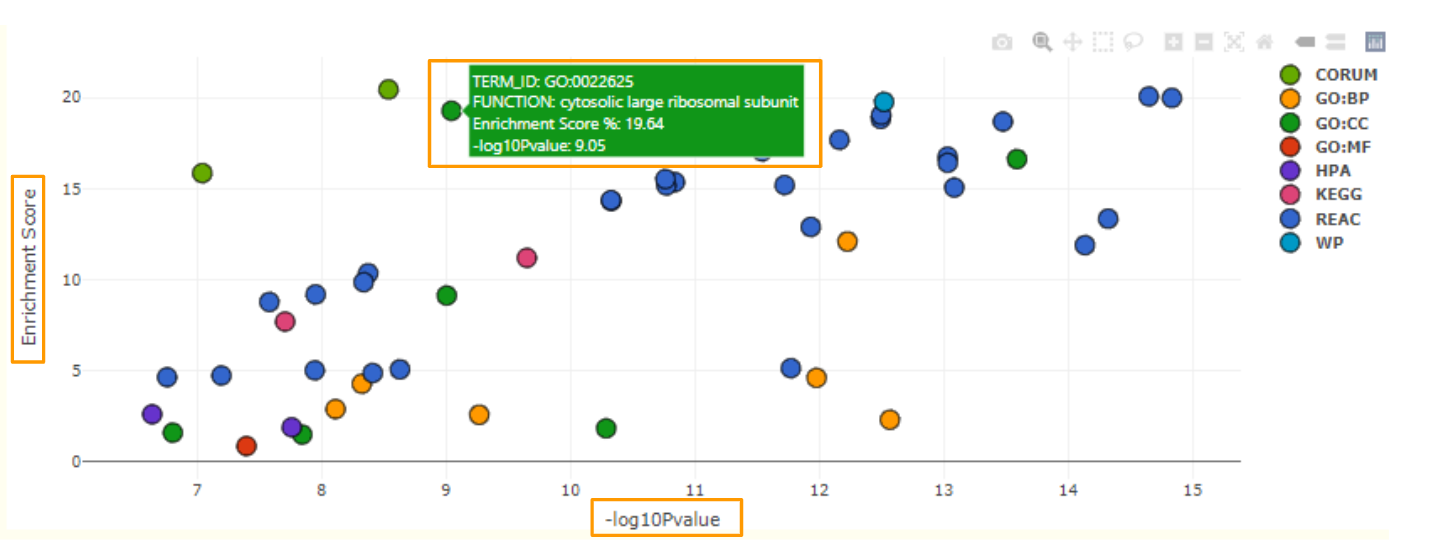 TERM_ID: GO:0022625
FUNCTION: cytosolic large ribosomal subunit
Enrichment Score %: 19.64
-log10Pvalue: 9.05
CORUM
GO:BP
GO:CC
GO:MF
HPA
KEGG
REAC
WP
Enrichment Score
20
15
10
5
0
7 8 9 10 11 12 13 14 15
-log10Pvalue